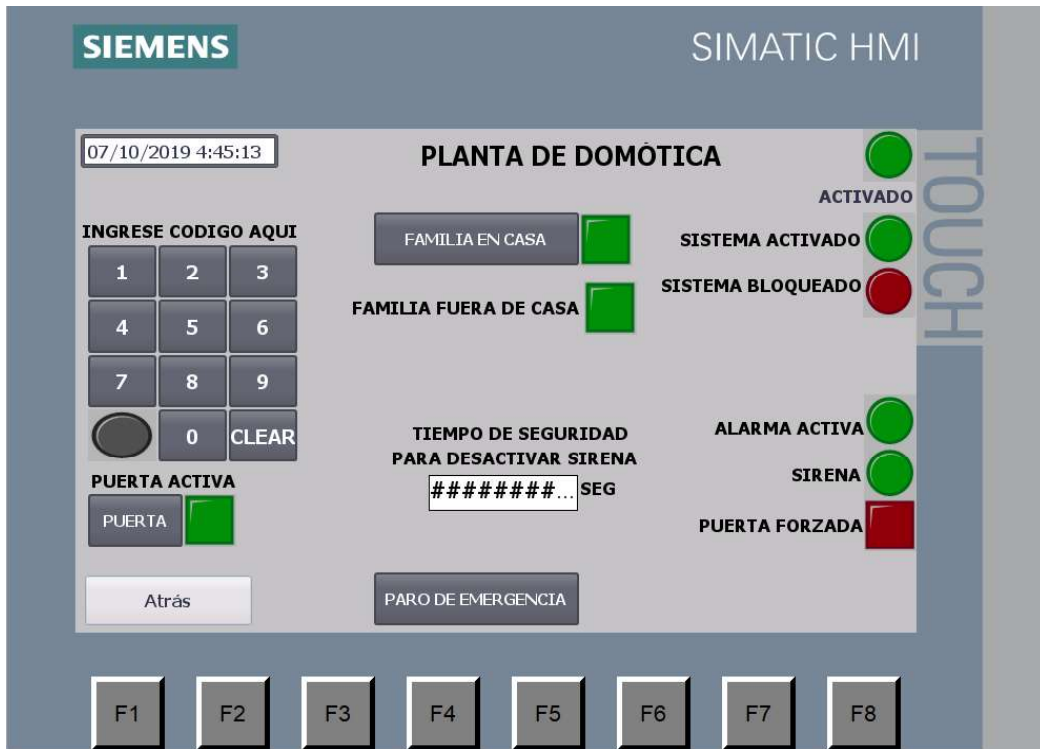 SIEMENS
SIMATIC HMI
TOUCH
07/10/2019 4:45:13
PLANTA DE DOMÓTICA
ACTIVADO
INGRESE CODIGO AQUI
1 2 3
4 5 6
7 8 9
0 CLEAR
PUERTA ACTIVA
PUERTA
Atrás
FAMILIA EN CASA
FAMILIA FUERA DE CASA
TIEMPO DE SEGURIDAD
PARA DESACTIVAR SIRENA
########... SEG
PARO DE EMERGENCIA
SISTEMA ACTIVADO
SISTEMA BLOQUEADO
ALARMA ACTIVA
SIRENA
PUERTA FORZADA
F1 F2 F3 F4 F5 F6 F7 F8